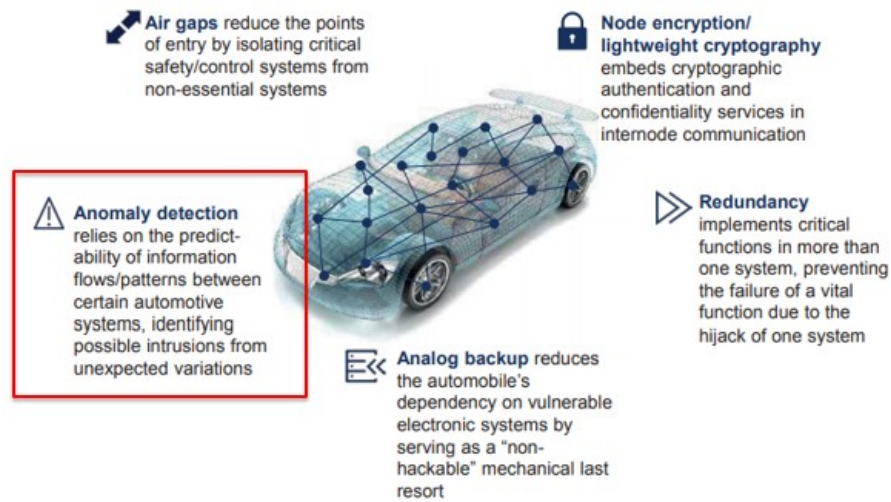 Air gaps reduce the points
of entry by isolating critical
safety/control systems from
non-essential systems
Node encryption/
lightweight cryptography
embeds cryptographic
authentication and
confidentiality services in
internode communication
Anomaly detection
relies on the predict-
ability of information
flows/patterns between
certain automotive
systems, identifying
possible intrusions from
unexpected variations
Redundancy
implements critical
functions in more than
one system, preventing
the failure of a vital
function due to the
hijack of one system
Analog backup reduces
the automobile's
dependency on vulnerable
electronic systems by
serving as a “non-
hackable” mechanical last
resort